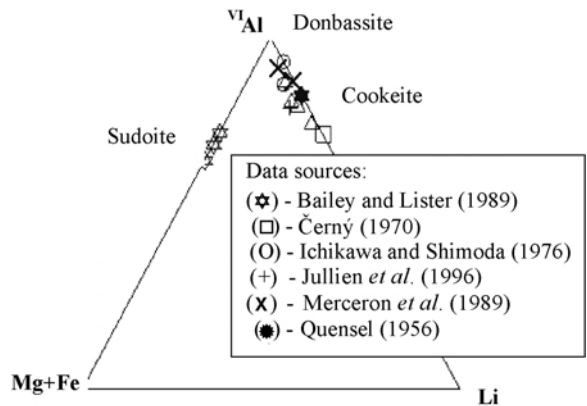 VIAl
Donbassite
Cookeite
Sudoite
Data sources:
(✡) - Bailey and Lister (1989)
(□) - Černý (1970)
(O) - Ichikawa and Shimoda (1976)
(+) - Jullien et al. (1996)
(X) - Merceron et al. (1989)
(✹) - Quensel (1956)
Mg+Fe
Li